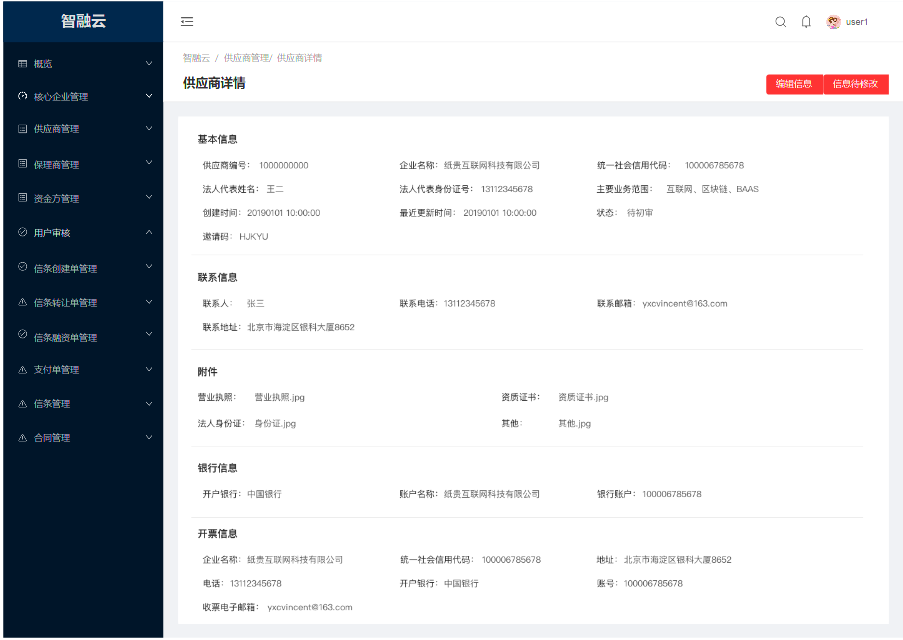 智融云
user1
概览
核心企业管理
供应商管理
保理商管理
资金方管理
用户审核
信条创建单管理
信条转让单管理
信条融资单管理
支付单管理
信条管理
合同管理
智融云 / 供应商管理/ 供应商详情
供应商详情
编辑信息 信息待修改
基本信息
供应商编号： 1000000000 企业名称：纸贵互联网科技有限公司 统一社会信用代码： 100006785678
法人代表姓名： 王二 法人代表身份证号： 13112345678 主要业务范围： 互联网、区块链、BAAS
创建时间：20190101 10:00:00 最近更新时间： 20190101 10:00:00 状态： 待初审
邀请码： HJKYU
联系信息
联系人： 张三 联系电话：13112345678 联系邮箱： yxcvincent@163.com
联系地址：北京市海淀区银科大厦8652
附件
营业执照： 营业执照.jpg 资质证书： 资质证书.jpg
法人身份证： 身份证.jpg 其他： 其他.jpg
银行信息
开户银行：中国银行 账户名称：纸贵互联网科技有限公司 银行账户： 100006785678
开票信息
企业名称：纸贵互联网科技有限公司 统一社会信用代码： 100006785678 地址： 北京市海淀区银科大厦8652
电话：13112345678 开户银行：中国银行 账号：100006785678
收票电子邮箱： yxcvincent@163.com